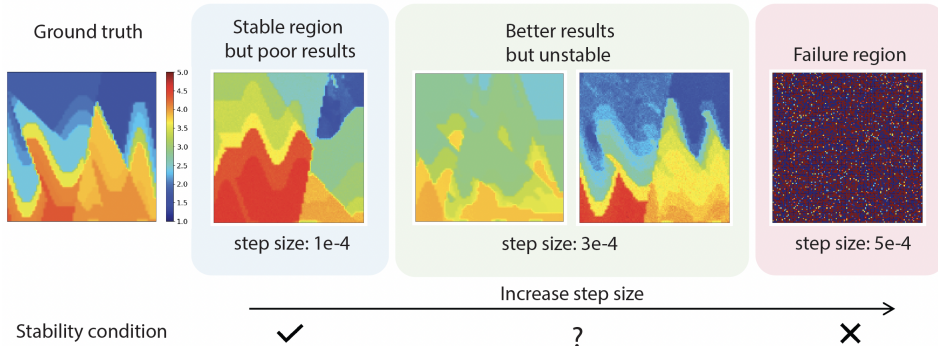 Ground truth
Stable region
but poor results
Better results
but unstable
Failure region
5.0
4.5
4.0
3.5
3.0
2.5
2.0
1.5
1.0
step size: 1e-4
step size: 3e-4
step size: 5e-4
Increase step size
Stability condition
?